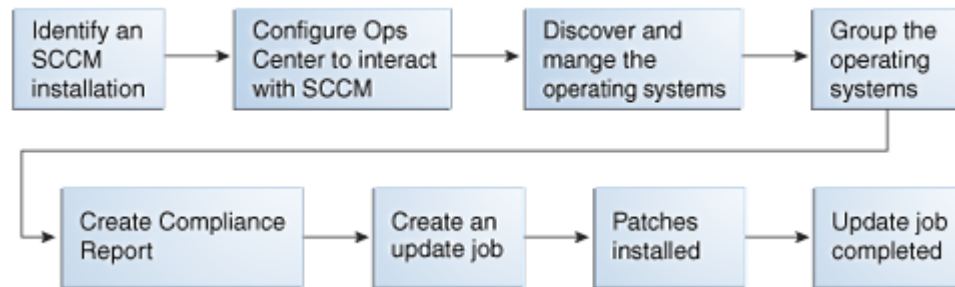 Identify an
SCCM
installation
Configure Ops
Center to interact
with SCCM
Discover and
mange the
operating systems
Group the
operating
systems
Create Compliance
Report
Create an
update job
Patches
installed
Update job
completed